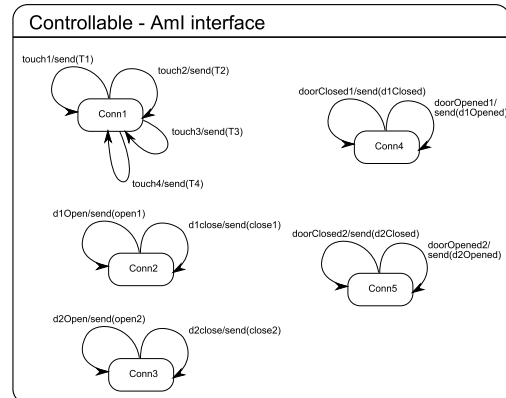 Controllable - AmI interface
touch1/send(T1)
touch2/send(T2)
Conn1
touch3/send(T3)
touch4/send(T4)
doorClosed1/send(d1Closed)
doorOpened1/
send(d1Opened)
Conn4
d1Open/send(open1)
d1close/send(close1)
Conn2
doorClosed2/send(d2Closed)
doorOpened2/
send(d2Opened)
Conn5
d2Open/send(open2)
d2close/send(close2)
Conn3